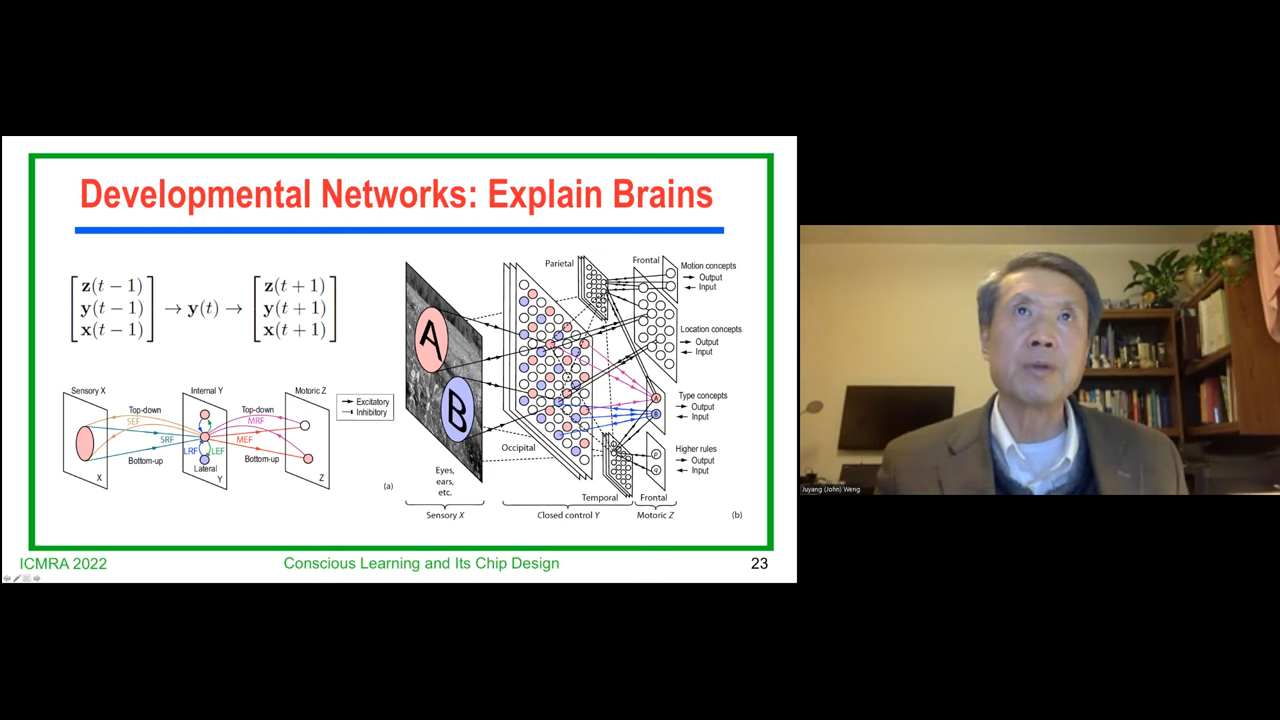 Developmental Networks: Explain Brains
z(t − 1)
y(t − 1)
x(t − 1)
→ y(t) →
z(t + 1)
y(t + 1)
x(t + 1)
Sensory X
Internal Y
Motoric Z
Top-down
Top-down
SEF
MRF
SRF
MEF
LRF
LEF
Bottom-up
Lateral
Bottom-up
X
Y
Z
Excitatory
Inhibitory
(a)
Parietal
Frontal
Motion concepts
Output
Input
A
B
Location concepts
Output
Input
Type concepts
Output
Input
A
B
Higher rules
Output
Input
Occipital
Eyes,
ears,
etc.
Temporal
Frontal
Sensory X
Closed control Y
Motoric Z
(b)
ICMRA 2022
Conscious Learning and Its Chip Design
23
Juyang (John) Weng